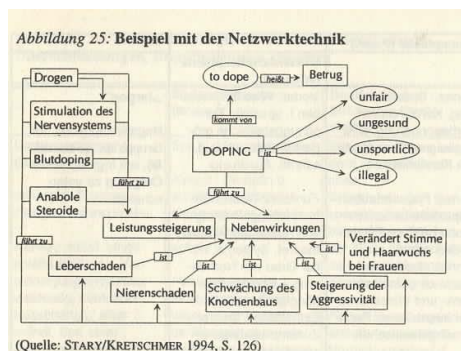 Abbildung 25: Beispiel mit der Netzwerktechnik
Drogen
to dope
heißt
Betrug
Stimulation des
Nervensystems
kommt von
unfair
ungesund
Blutdoping
DOPING
ist
unsportlich
illegal
Anabole
Steroide
führt zu
führt zu
führt zu
Leistungssteigerung
Nebenwirkungen
Verändert Stimme
und Haarwuchs
bei Frauen
ist
Leberschaden
ist
ist
ist
ist
Nierenschaden
Schwächung des
Knochenbaus
Steigerung der
Aggressivität
(Quelle: STARY/KRETSCHMER 1994, S. 126)